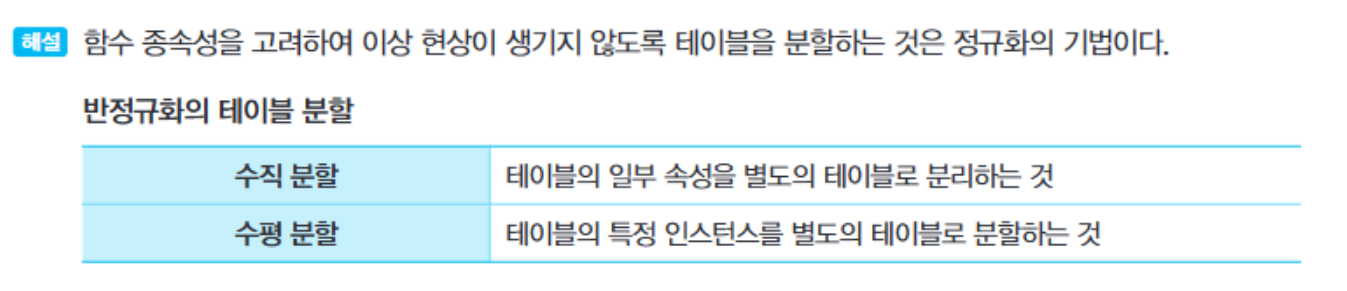 해설 함수 종속성을 고려하여 이상 현상이 생기지 않도록 테이블을 분할하는 것은 정규화의 기법이다.
반정규화의 테이블 분할
수직 분할 테이블의 일부 속성을 별도의 테이블로 분리하는 것
수평 분할 테이블의 특정 인스턴스를 별도의 테이블로 분할하는 것